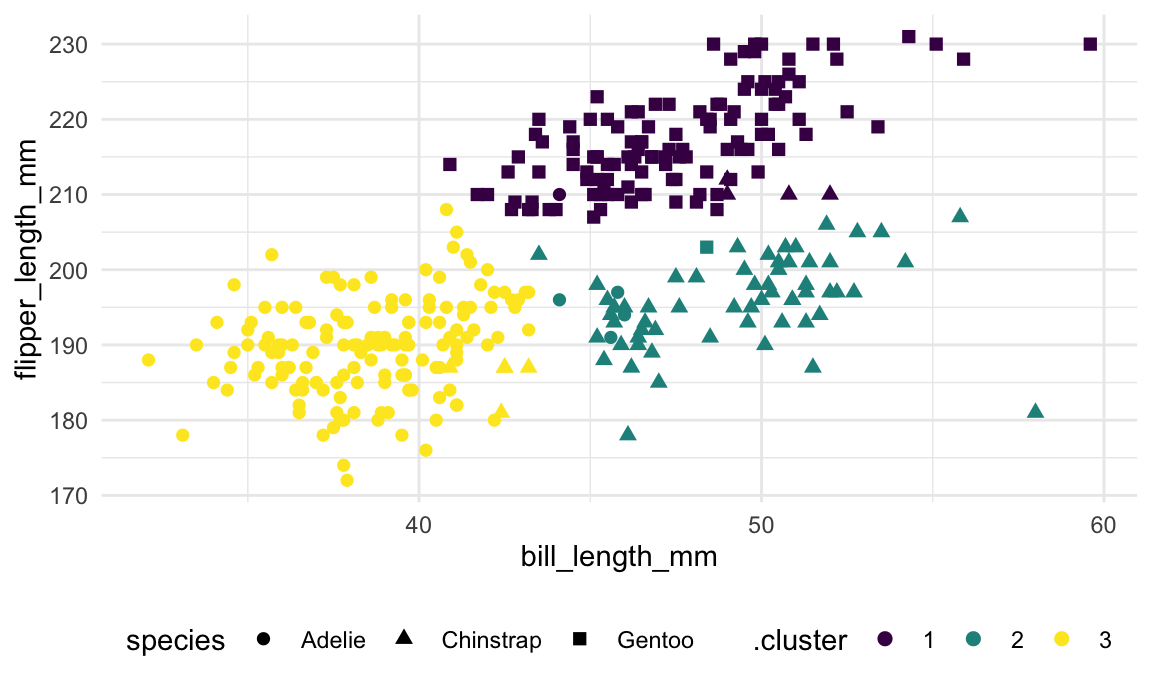 flipper_length_mm
230
220
210
200
190
180
170
40 50 60
bill_length_mm
species Adelie Chinstrap Gentoo .cluster 1 2 3